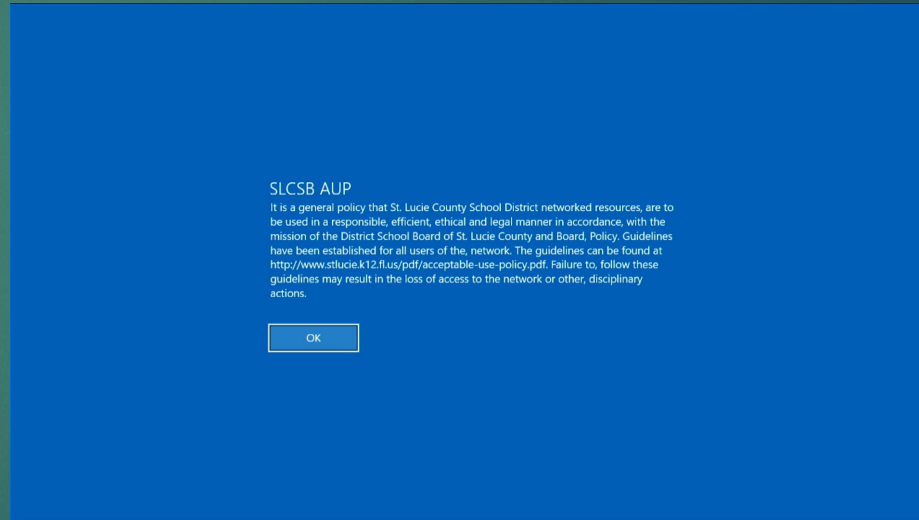 SLCSB AUP
It is a general policy that St. Lucie County School District networked resources, are to
be used in a responsible, efficient, ethical and legal manner in accordance, with the
mission of the District School Board of St. Lucie County and Board, Policy. Guidelines
have been established for all users of the, network. The guidelines can be found at
http://www.stlucie.k12.fl.us/pdf/acceptable-use-policy.pdf. Failure to, follow these
guidelines may result in the loss of access to the network or other, disciplinary
actions.
OK